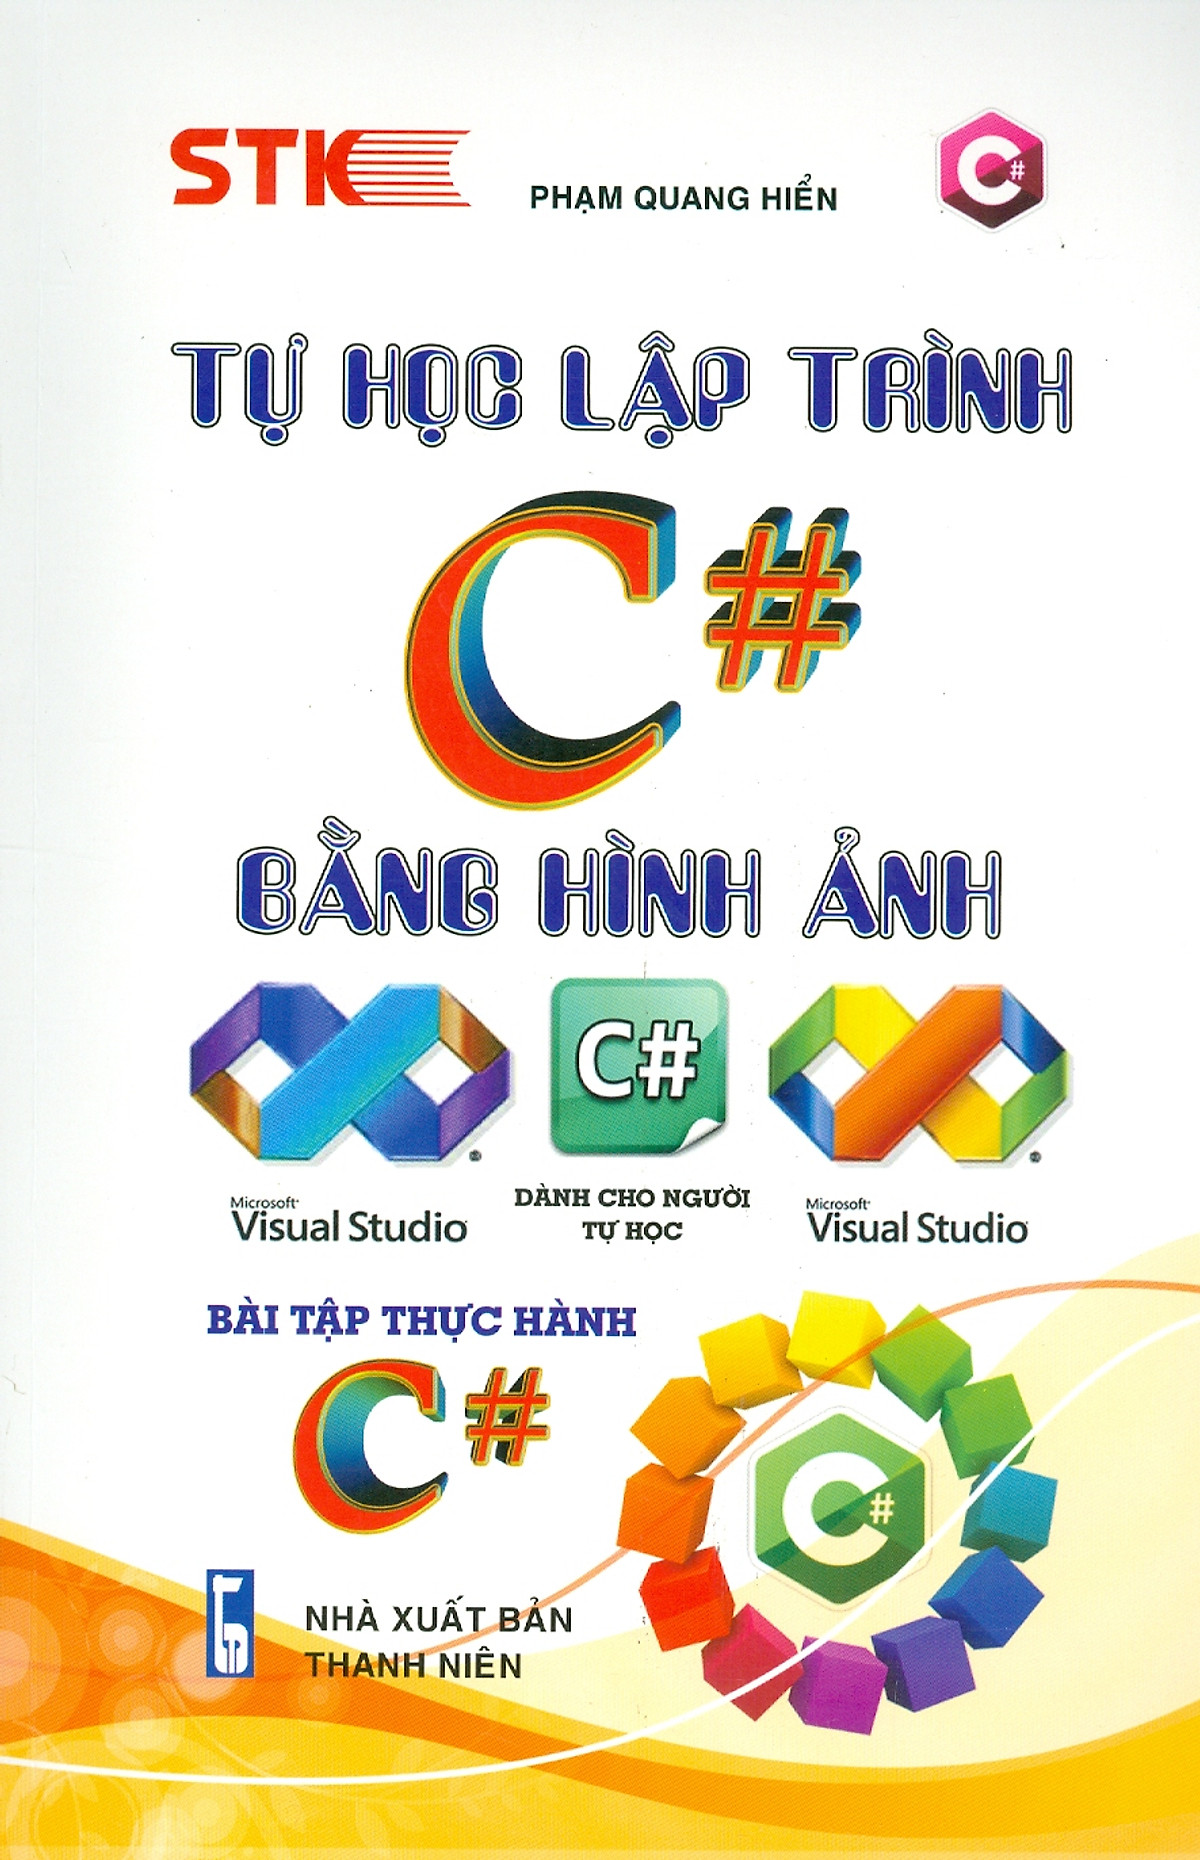 STK
PHẠM QUANG HIỂN
C#
TỰ HỌC LẬP TRÌNH
C#
BẰNG HÌNH ẢNH
C#
Microsoft
Visual Studio
DÀNH CHO NGƯỜI
TỰ HỌC
Microsoft
Visual Studio
BÀI TẬP THỰC HÀNH
C#
C#
NHÀ XUẤT BẢN
THANH NIÊN